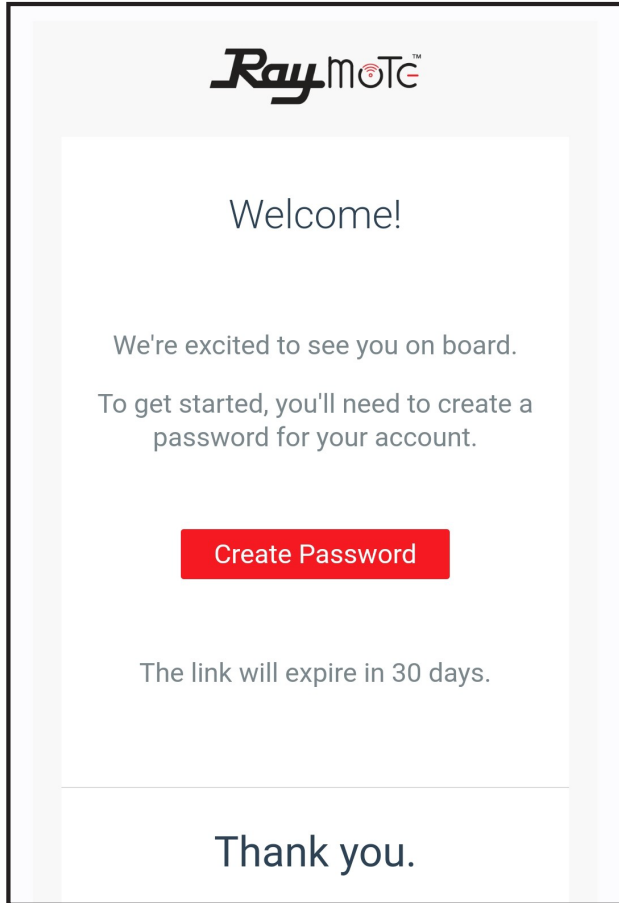 Raymote™
Welcome!
We're excited to see you on board.
To get started, you'll need to create a
password for your account.
Create Password
The link will expire in 30 days.
Thank you.